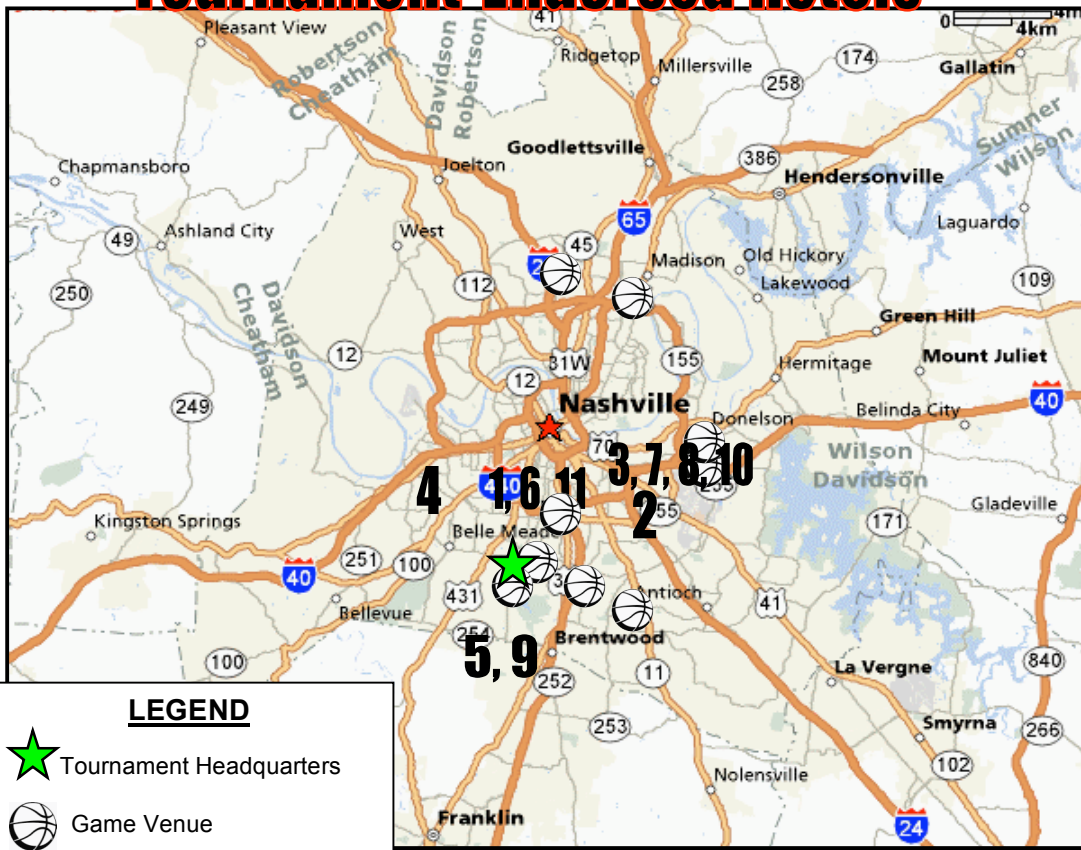 Tournament Endorsed Hotels
0
4km
41
Pleasant View
Robertson
Cheatham
Davidson
Robertson
Ridgetop
Millersville
174
258
Gallatin
Goodlettsville
386
Sumner
Wilson
Chapmansboro
Joelton
Hendersonville
65
Laguardo
49
Ashland City
West
45
Madison
Old Hickory
250
112
Lakewood
109
Davidson
Cheatham
Green Hill
12
31W
155
Hermitage
Mount Juliet
12
249
Nashville
Donelson
Belinda City
40
70
Wilson
Davidson
3, 7, 8, 10
4
1, 6, 11
2
Gladeville
Kingston Springs
171
Belle Meade
251
100
40
431
Antioch
41
Bellevue
254
Brentwood
5, 9
100
La Vergne
840
252
11
253
Smyrna
266
102
Nolensville
Franklin
24
LEGEND
Tournament Headquarters
Game Venue